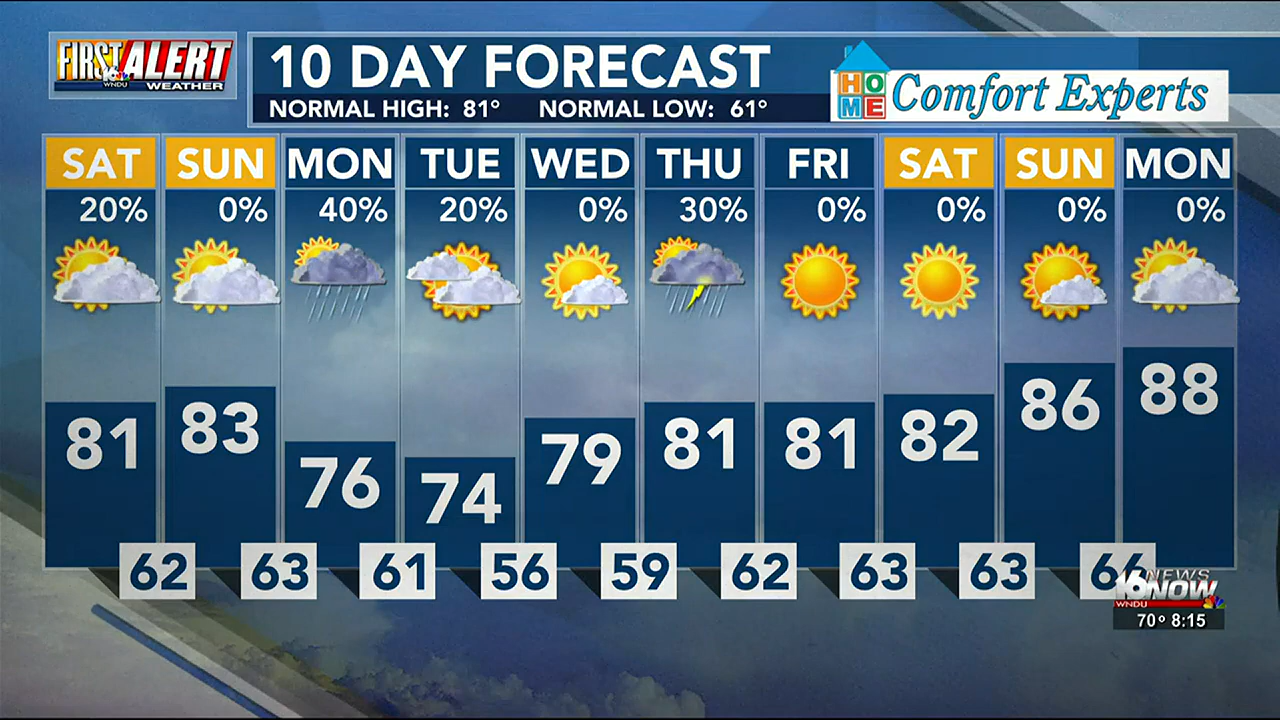 FIRST ALERT
16 WNDU
WEATHER
10 DAY FORECAST
NORMAL HIGH: 81° NORMAL LOW: 61°
HOME Comfort Experts
SAT SUN MON TUE WED THU FRI SAT SUN MON
20% 0% 40% 20% 0% 30% 0% 0% 0% 0%
81 83 76 74 79 81 81 82 86 88
62 63 61 56 59 62 63 63 66
16 NEWS NOW
WNDU
70° 8:15